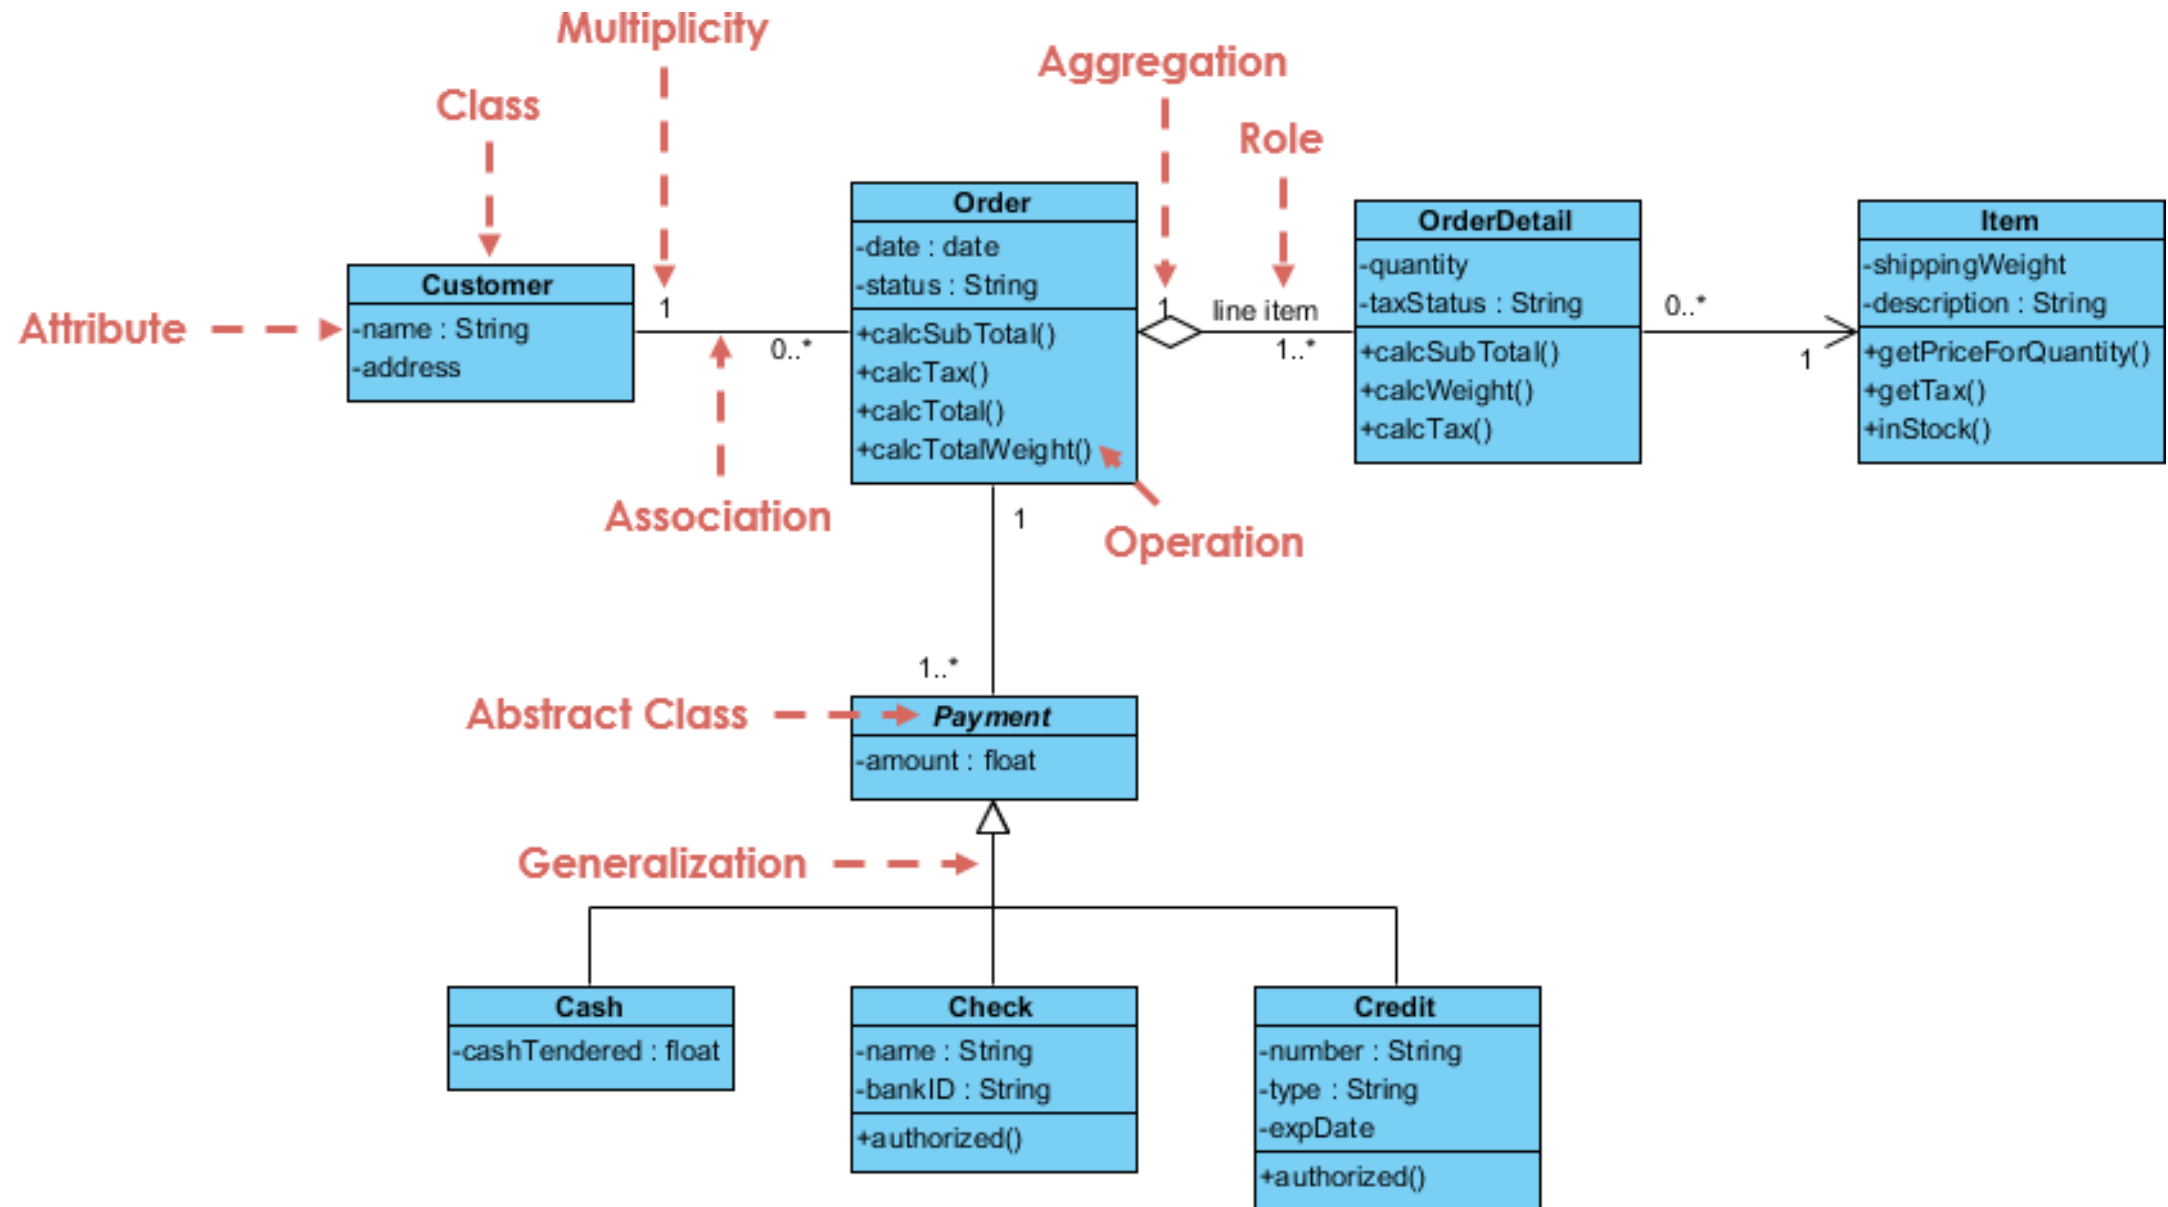 Multiplicity
Aggregation
Class
Role
Attribute
Customer
-name : String
-address
1
0..*
Association
Order
-date : date
-status : String
+calcSubTotal()
+calcTax()
+calcTotal()
+calcTotalWeight()
Operation
1
line item
1..*
OrderDetail
-quantity
-taxStatus : String
+calcSubTotal()
+calcWeight()
+calcTax()
0..*
1
Item
-shippingWeight
-description : String
+getPriceForQuantity()
+getTax()
+inStock()
1
1..*
Abstract Class
Payment
-amount : float
Generalization
Cash
-cashTendered : float
Check
-name : String
-bankID : String
+authorized()
Credit
-number : String
-type : String
-expDate
+authorized()